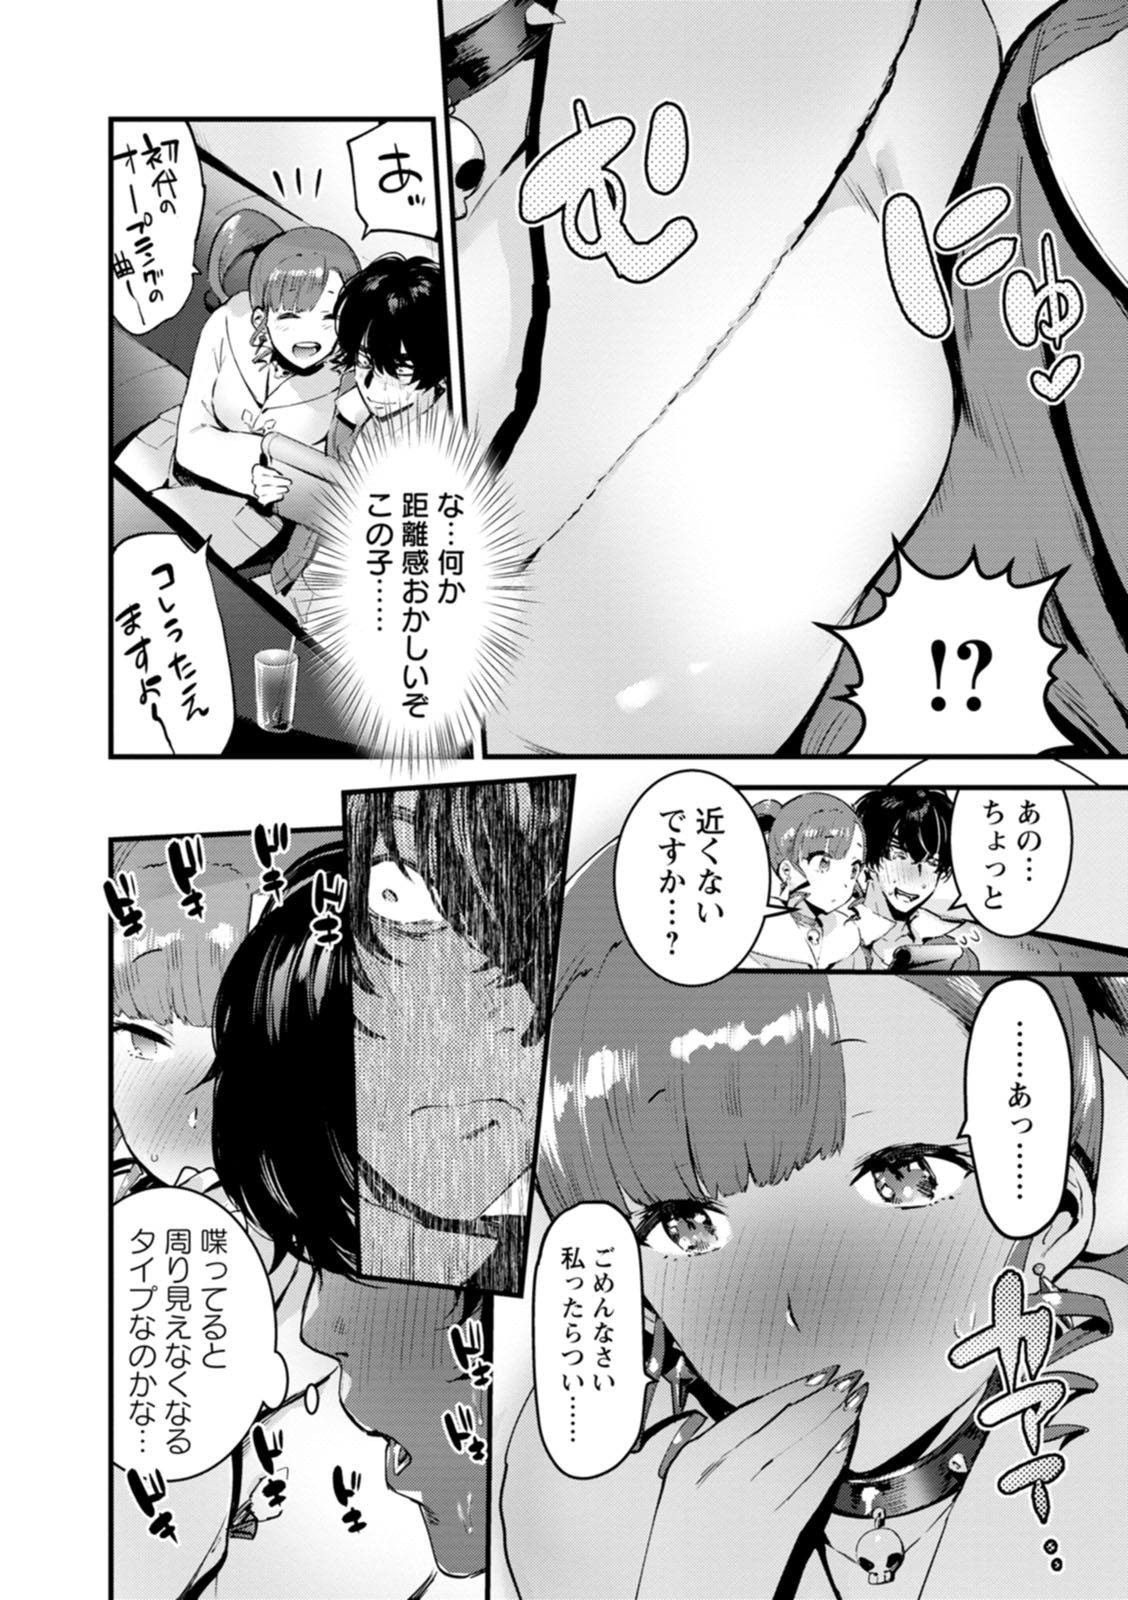 むにゅ♡
!?
あッ
初代の
オープニングの
曲〜
な…何か
距離感おかしいぞ
この子……
コレうたえ
ますよ〜
あの…
ちょっと
近くない
ですか…?
……あっ……
ごめんなさい
私ったらつい……
カァァ…
ドキ
ドキ
ドキ
ドキ
ドキ
ドキ
ドキ
ドキ
喋ってると
周り見えなくなる
タイプなのかな…